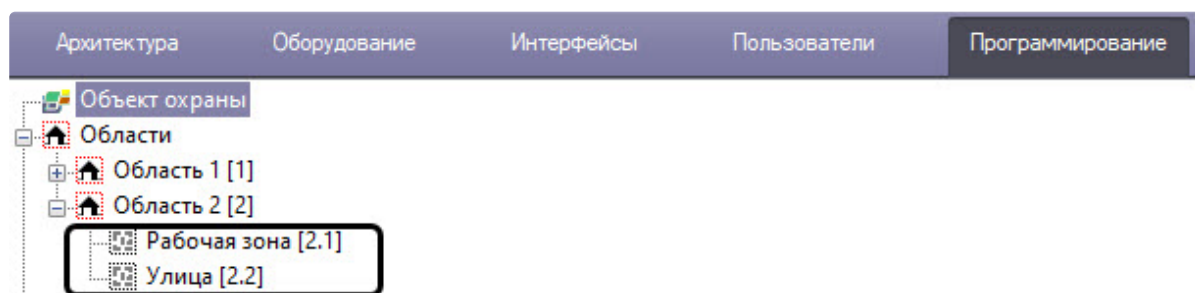 Архитектура Оборудование Интерфейсы Пользователи Программирование
Объект охраны
Области
Область 1 [1]
Область 2 [2]
Рабочая зона [2.1]
Улица [2.2]